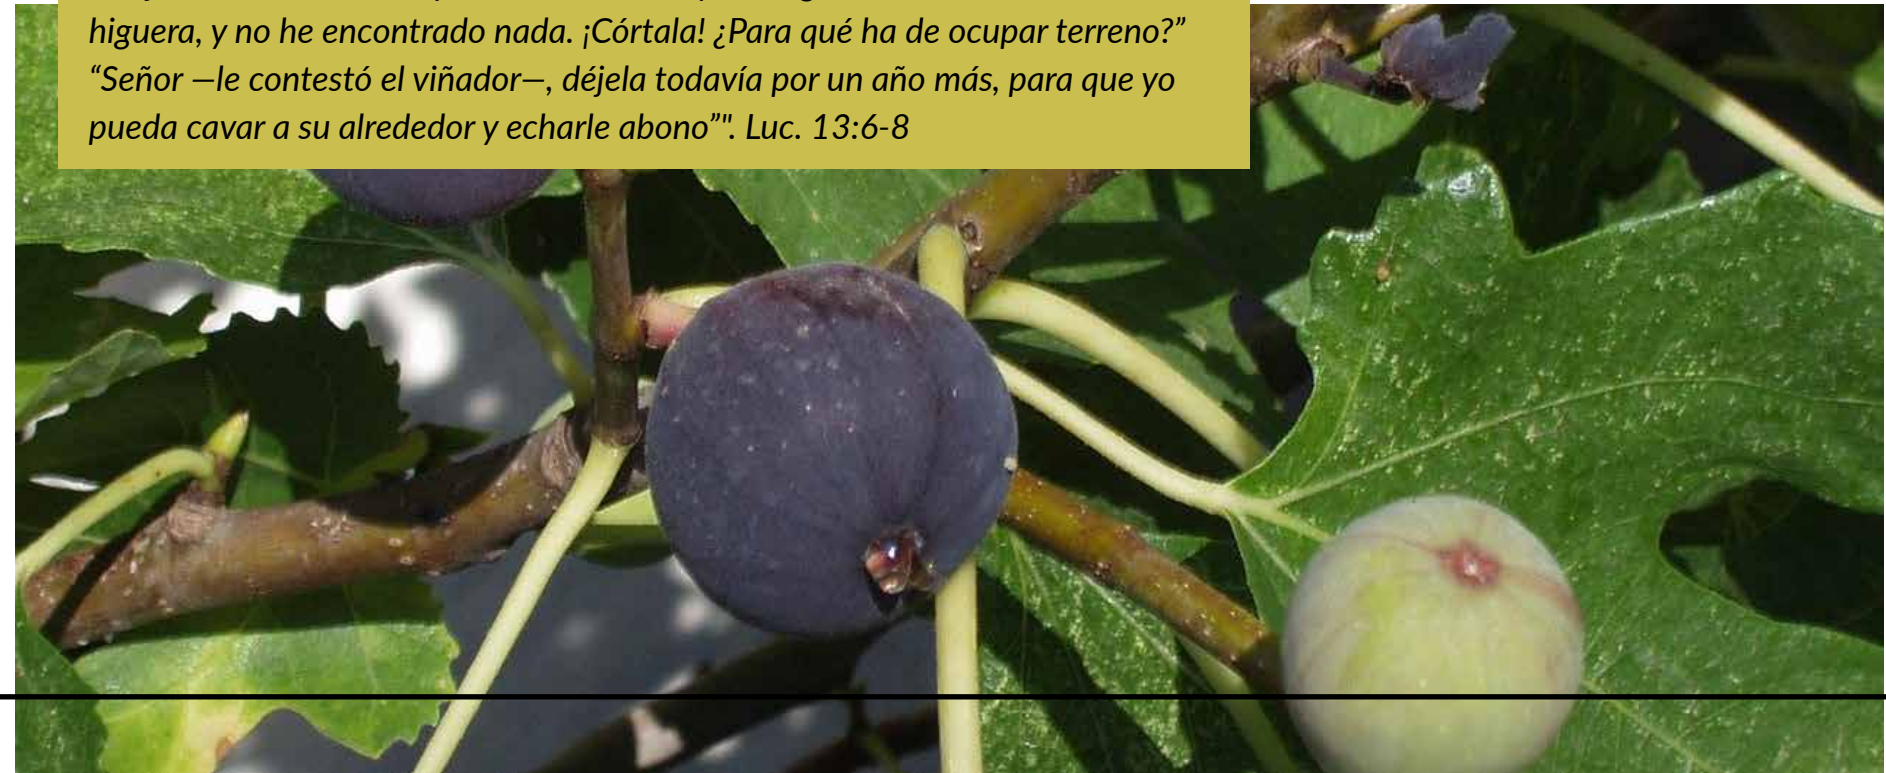 higuera, y no he encontrado nada. ¡Córtala! ¿Para qué ha de ocupar terreno?”
“Señor —le contestó el viñador—, déjela todavía por un año más, para que yo
pueda cavar a su alrededor y echarle abono”". Luc. 13:6-8